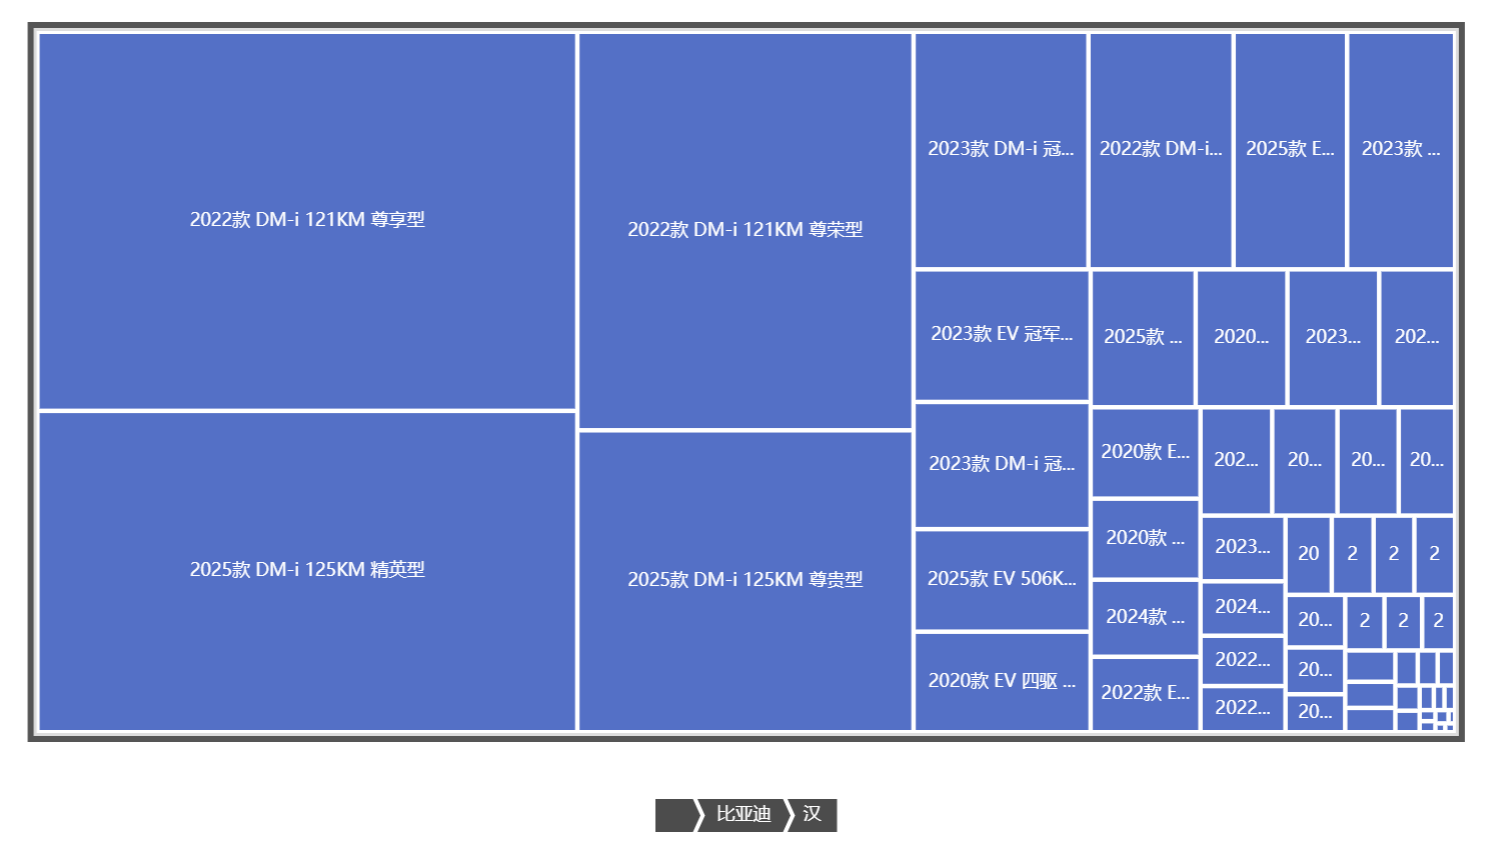 2022款 DM-i 121KM 尊享型
2025款 DM-i 125KM 精英型
2022款 DM-i 121KM 尊荣型
2025款 DM-i 125KM 尊贵型
2023款 DM-i 冠...
2022款 DM-i...
2025款 E...
2023款 ...
2023款 EV 冠军...
2025款 ...
2020...
2023...
202...
2023款 DM-i 冠...
2025款 EV 506K...
2020款 EV 四驱 ...
2020款 E...
2020款 ...
2024款 ...
2022款 E...
202...
20...
20...
20...
2023...
2024...
2022...
2022...
20
2
2
2
20...
2
2
2
20...
20...
比亚迪
汉